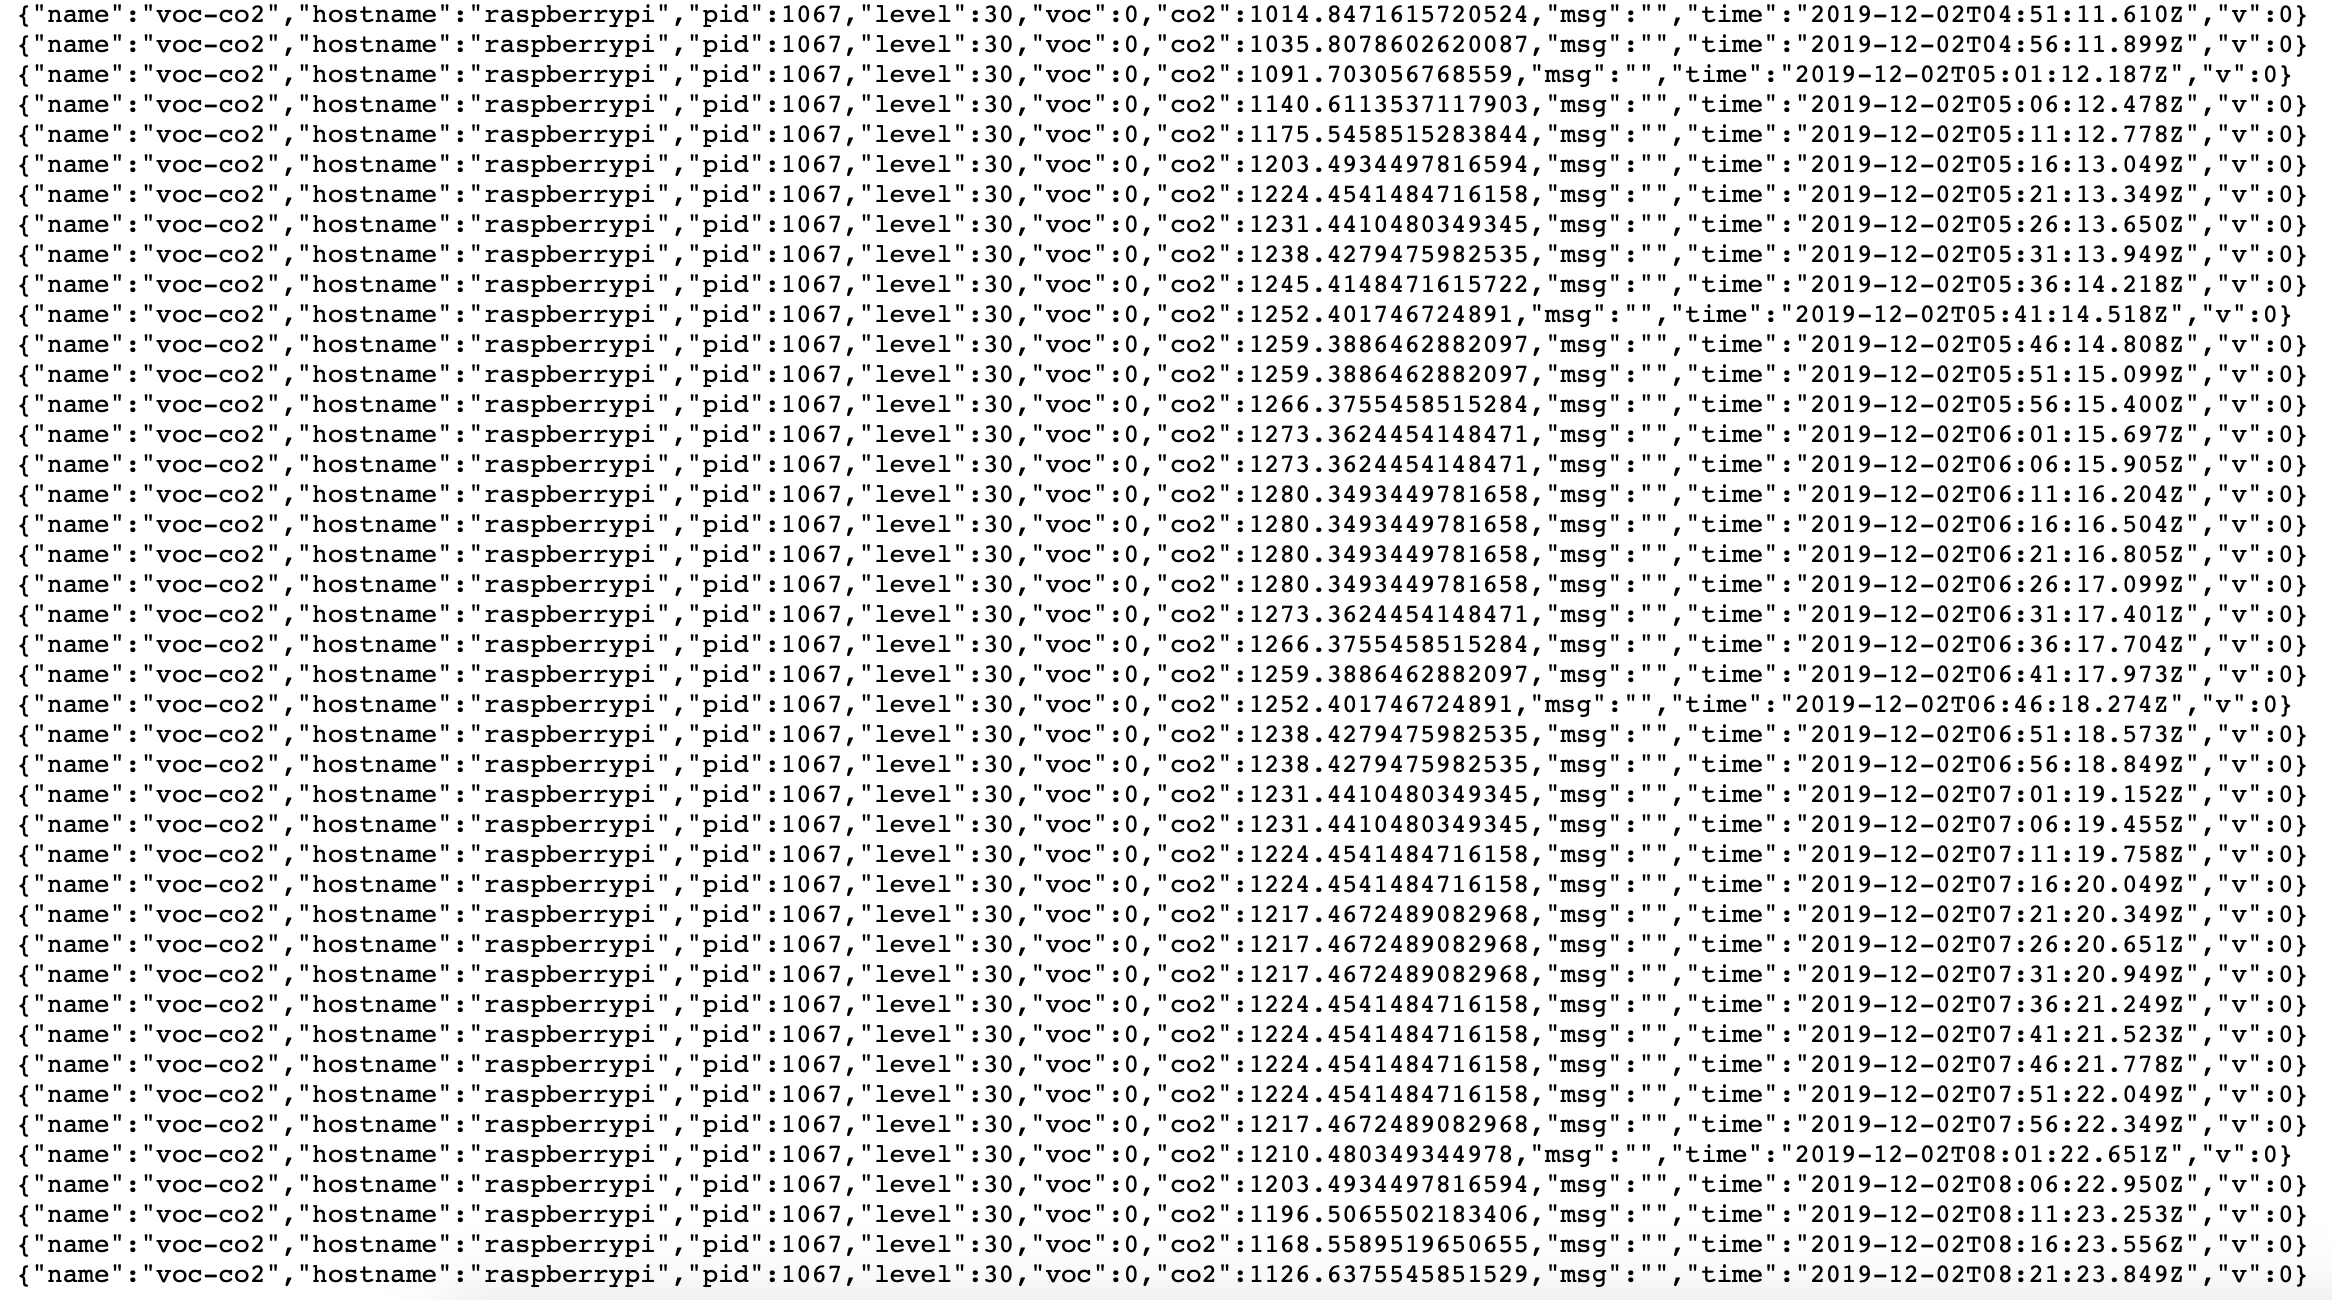 {"name":"voc-co2","hostname":"raspberrypi","pid":1067,"level":30,"voc":0,"co2":1014.8471615720524,"msg":"","time":"2019-12-02T04:51:11.610Z","v":0}
{"name":"voc-co2","hostname":"raspberrypi","pid":1067,"level":30,"voc":0,"co2":1035.8078602620087,"msg":"","time":"2019-12-02T04:56:11.899Z","v":0}
{"name":"voc-co2","hostname":"raspberrypi","pid":1067,"level":30,"voc":0,"co2":1091.703056768559,"msg":"","time":"2019-12-02T05:01:12.187Z","v":0}
{"name":"voc-co2","hostname":"raspberrypi","pid":1067,"level":30,"voc":0,"co2":1140.6113537117903,"msg":"","time":"2019-12-02T05:06:12.478Z","v":0}
{"name":"voc-co2","hostname":"raspberrypi","pid":1067,"level":30,"voc":0,"co2":1175.5458515283844,"msg":"","time":"2019-12-02T05:11:12.778Z","v":0}
{"name":"voc-co2","hostname":"raspberrypi","pid":1067,"level":30,"voc":0,"co2":1203.4934497816594,"msg":"","time":"2019-12-02T05:16:13.049Z","v":0}
{"name":"voc-co2","hostname":"raspberrypi","pid":1067,"level":30,"voc":0,"co2":1224.4541484716158,"msg":"","time":"2019-12-02T05:21:13.349Z","v":0}
{"name":"voc-co2","hostname":"raspberrypi","pid":1067,"level":30,"voc":0,"co2":1231.4410480349345,"msg":"","time":"2019-12-02T05:26:13.650Z","v":0}
{"name":"voc-co2","hostname":"raspberrypi","pid":1067,"level":30,"voc":0,"co2":1238.4279475982535,"msg":"","time":"2019-12-02T05:31:13.949Z","v":0}
{"name":"voc-co2","hostname":"raspberrypi","pid":1067,"level":30,"voc":0,"co2":1245.4148471615722,"msg":"","time":"2019-12-02T05:36:14.218Z","v":0}
{"name":"voc-co2","hostname":"raspberrypi","pid":1067,"level":30,"voc":0,"co2":1252.401746724891,"msg":"","time":"2019-12-02T05:41:14.518Z","v":0}
{"name":"voc-co2","hostname":"raspberrypi","pid":1067,"level":30,"voc":0,"co2":1259.3886462882097,"msg":"","time":"2019-12-02T05:46:14.808Z","v":0}
{"name":"voc-co2","hostname":"raspberrypi","pid":1067,"level":30,"voc":0,"co2":1259.3886462882097,"msg":"","time":"2019-12-02T05:51:15.099Z","v":0}
{"name":"voc-co2","hostname":"raspberrypi","pid":1067,"level":30,"voc":0,"co2":1266.3755458515284,"msg":"","time":"2019-12-02T05:56:15.400Z","v":0}
{"name":"voc-co2","hostname":"raspberrypi","pid":1067,"level":30,"voc":0,"co2":1273.3624454148471,"msg":"","time":"2019-12-02T06:01:15.697Z","v":0}
{"name":"voc-co2","hostname":"raspberrypi","pid":1067,"level":30,"voc":0,"co2":1273.3624454148471,"msg":"","time":"2019-12-02T06:06:15.905Z","v":0}
{"name":"voc-co2","hostname":"raspberrypi","pid":1067,"level":30,"voc":0,"co2":1280.3493449781658,"msg":"","time":"2019-12-02T06:11:16.204Z","v":0}
{"name":"voc-co2","hostname":"raspberrypi","pid":1067,"level":30,"voc":0,"co2":1280.3493449781658,"msg":"","time":"2019-12-02T06:16:16.504Z","v":0}
{"name":"voc-co2","hostname":"raspberrypi","pid":1067,"level":30,"voc":0,"co2":1280.3493449781658,"msg":"","time":"2019-12-02T06:21:16.805Z","v":0}
{"name":"voc-co2","hostname":"raspberrypi","pid":1067,"level":30,"voc":0,"co2":1280.3493449781658,"msg":"","time":"2019-12-02T06:26:17.099Z","v":0}
{"name":"voc-co2","hostname":"raspberrypi","pid":1067,"level":30,"voc":0,"co2":1273.3624454148471,"msg":"","time":"2019-12-02T06:31:17.401Z","v":0}
{"name":"voc-co2","hostname":"raspberrypi","pid":1067,"level":30,"voc":0,"co2":1266.3755458515284,"msg":"","time":"2019-12-02T06:36:17.704Z","v":0}
{"name":"voc-co2","hostname":"raspberrypi","pid":1067,"level":30,"voc":0,"co2":1259.3886462882097,"msg":"","time":"2019-12-02T06:41:17.973Z","v":0}
{"name":"voc-co2","hostname":"raspberrypi","pid":1067,"level":30,"voc":0,"co2":1252.401746724891,"msg":"","time":"2019-12-02T06:46:18.274Z","v":0}
{"name":"voc-co2","hostname":"raspberrypi","pid":1067,"level":30,"voc":0,"co2":1238.4279475982535,"msg":"","time":"2019-12-02T06:51:18.573Z","v":0}
{"name":"voc-co2","hostname":"raspberrypi","pid":1067,"level":30,"voc":0,"co2":1238.4279475982535,"msg":"","time":"2019-12-02T06:56:18.849Z","v":0}
{"name":"voc-co2","hostname":"raspberrypi","pid":1067,"level":30,"voc":0,"co2":1231.4410480349345,"msg":"","time":"2019-12-02T07:01:19.152Z","v":0}
{"name":"voc-co2","hostname":"raspberrypi","pid":1067,"level":30,"voc":0,"co2":1231.4410480349345,"msg":"","time":"2019-12-02T07:06:19.455Z","v":0}
{"name":"voc-co2","hostname":"raspberrypi","pid":1067,"level":30,"voc":0,"co2":1224.4541484716158,"msg":"","time":"2019-12-02T07:11:19.758Z","v":0}
{"name":"voc-co2","hostname":"raspberrypi","pid":1067,"level":30,"voc":0,"co2":1224.4541484716158,"msg":"","time":"2019-12-02T07:16:20.049Z","v":0}
{"name":"voc-co2","hostname":"raspberrypi","pid":1067,"level":30,"voc":0,"co2":1217.4672489082968,"msg":"","time":"2019-12-02T07:21:20.349Z","v":0}
{"name":"voc-co2","hostname":"raspberrypi","pid":1067,"level":30,"voc":0,"co2":1217.4672489082968,"msg":"","time":"2019-12-02T07:26:20.651Z","v":0}
{"name":"voc-co2","hostname":"raspberrypi","pid":1067,"level":30,"voc":0,"co2":1217.4672489082968,"msg":"","time":"2019-12-02T07:31:20.949Z","v":0}
{"name":"voc-co2","hostname":"raspberrypi","pid":1067,"level":30,"voc":0,"co2":1224.4541484716158,"msg":"","time":"2019-12-02T07:36:21.249Z","v":0}
{"name":"voc-co2","hostname":"raspberrypi","pid":1067,"level":30,"voc":0,"co2":1224.4541484716158,"msg":"","time":"2019-12-02T07:41:21.523Z","v":0}
{"name":"voc-co2","hostname":"raspberrypi","pid":1067,"level":30,"voc":0,"co2":1224.4541484716158,"msg":"","time":"2019-12-02T07:46:21.778Z","v":0}
{"name":"voc-co2","hostname":"raspberrypi","pid":1067,"level":30,"voc":0,"co2":1224.4541484716158,"msg":"","time":"2019-12-02T07:51:22.049Z","v":0}
{"name":"voc-co2","hostname":"raspberrypi","pid":1067,"level":30,"voc":0,"co2":1217.4672489082968,"msg":"","time":"2019-12-02T07:56:22.349Z","v":0}
{"name":"voc-co2","hostname":"raspberrypi","pid":1067,"level":30,"voc":0,"co2":1210.480349344978,"msg":"","time":"2019-12-02T08:01:22.651Z","v":0}
{"name":"voc-co2","hostname":"raspberrypi","pid":1067,"level":30,"voc":0,"co2":1203.4934497816594,"msg":"","time":"2019-12-02T08:06:22.950Z","v":0}
{"name":"voc-co2","hostname":"raspberrypi","pid":1067,"level":30,"voc":0,"co2":1196.5065502183406,"msg":"","time":"2019-12-02T08:11:23.253Z","v":0}
{"name":"voc-co2","hostname":"raspberrypi","pid":1067,"level":30,"voc":0,"co2":1168.5589519650655,"msg":"","time":"2019-12-02T08:16:23.556Z","v":0}
{"name":"voc-co2","hostname":"raspberrypi","pid":1067,"level":30,"voc":0,"co2":1126.6375545851529,"msg":"","time":"2019-12-02T08:21:23.849Z","v":0}